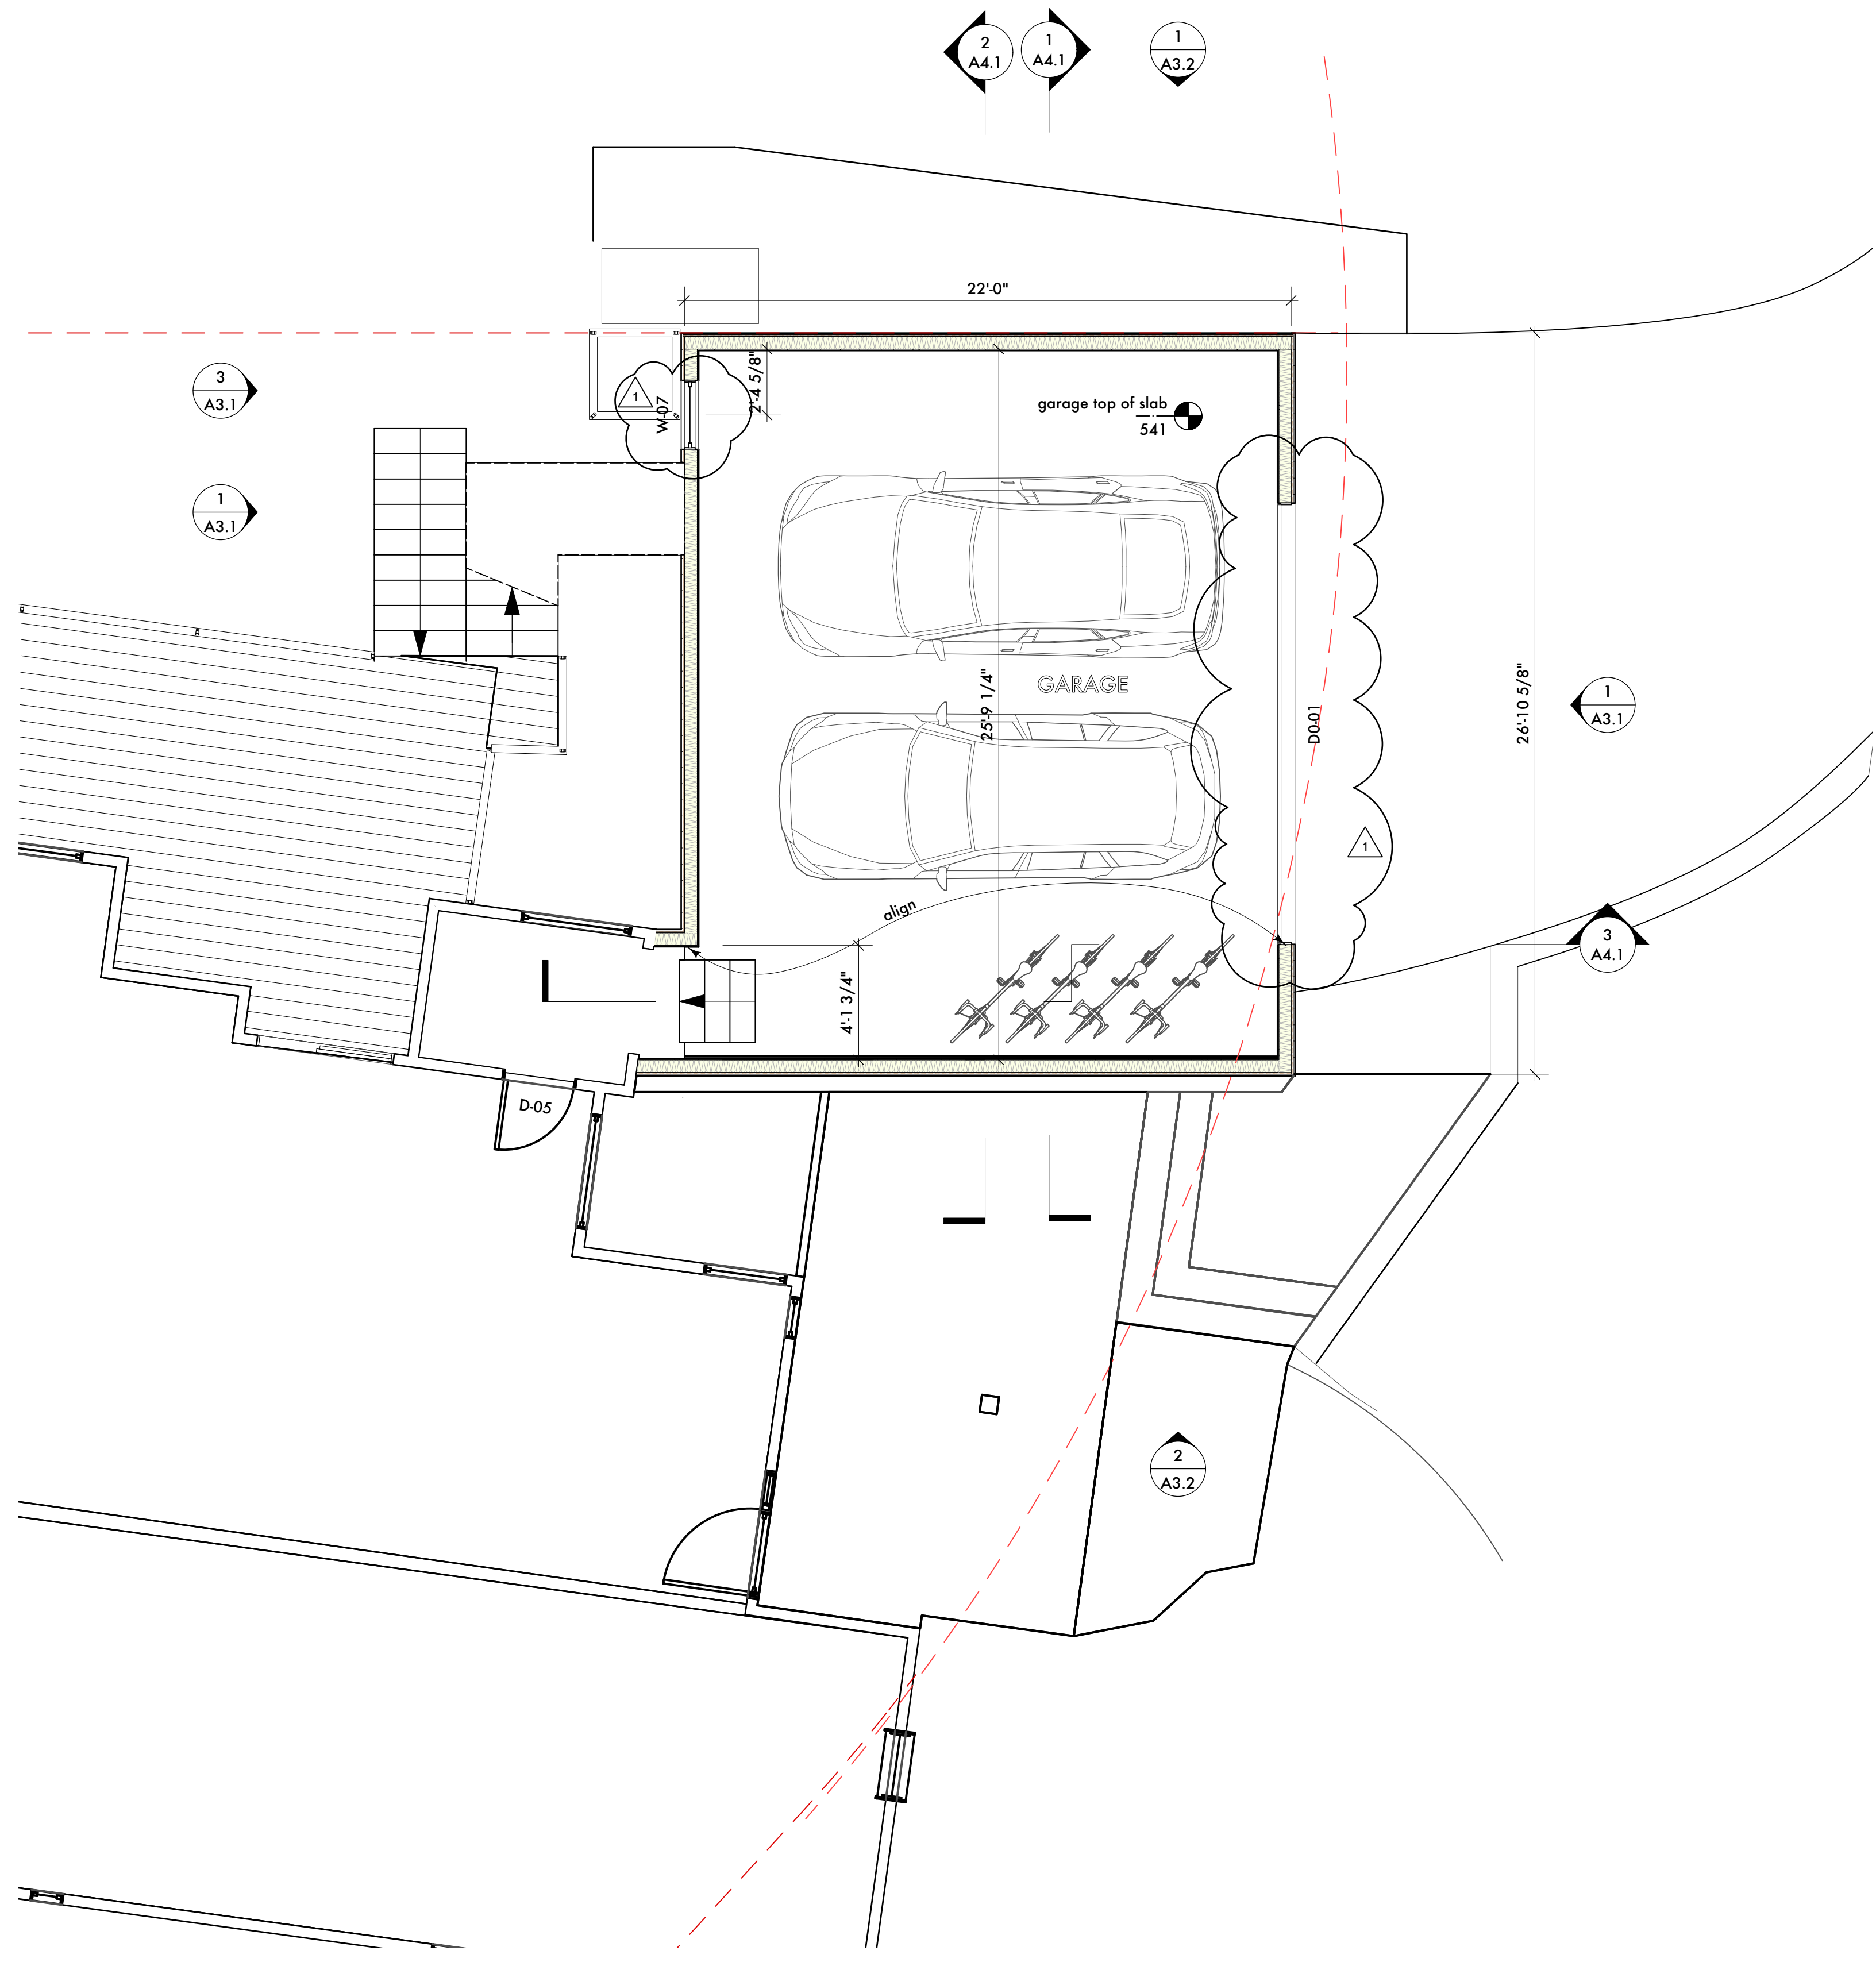 2
A4.1
1
A4.1
1
A3.2
22'-0"
3
A3.1
1
W-07
2'-4 5/8"
garage top of slab
541
1
A3.1
25'-9 1/4"
GARAGE
D0-01
26'-10 5/8"
1
A3.1
1
align
3
A4.1
4'-1 3/4"
D-05
2
A3.2